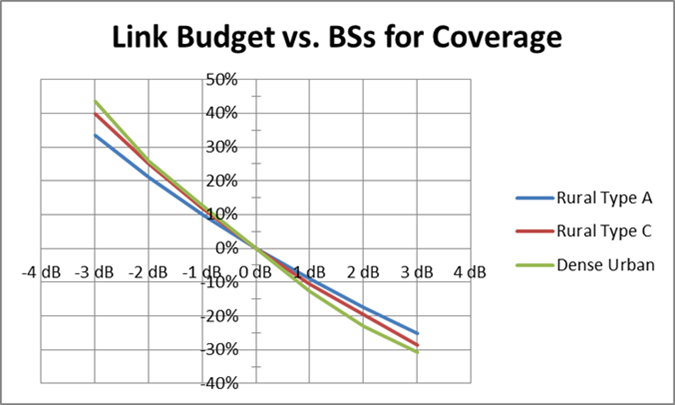 Link Budget vs. BSs for Coverage
50%
40%
30%
20%
10%
0%
-4 dB -3 dB -2 dB -1 dB 0 dB 1 dB 2 dB 3 dB 4 dB
-10%
-20%
-30%
-40%
Rural Type A
Rural Type C
Dense Urban